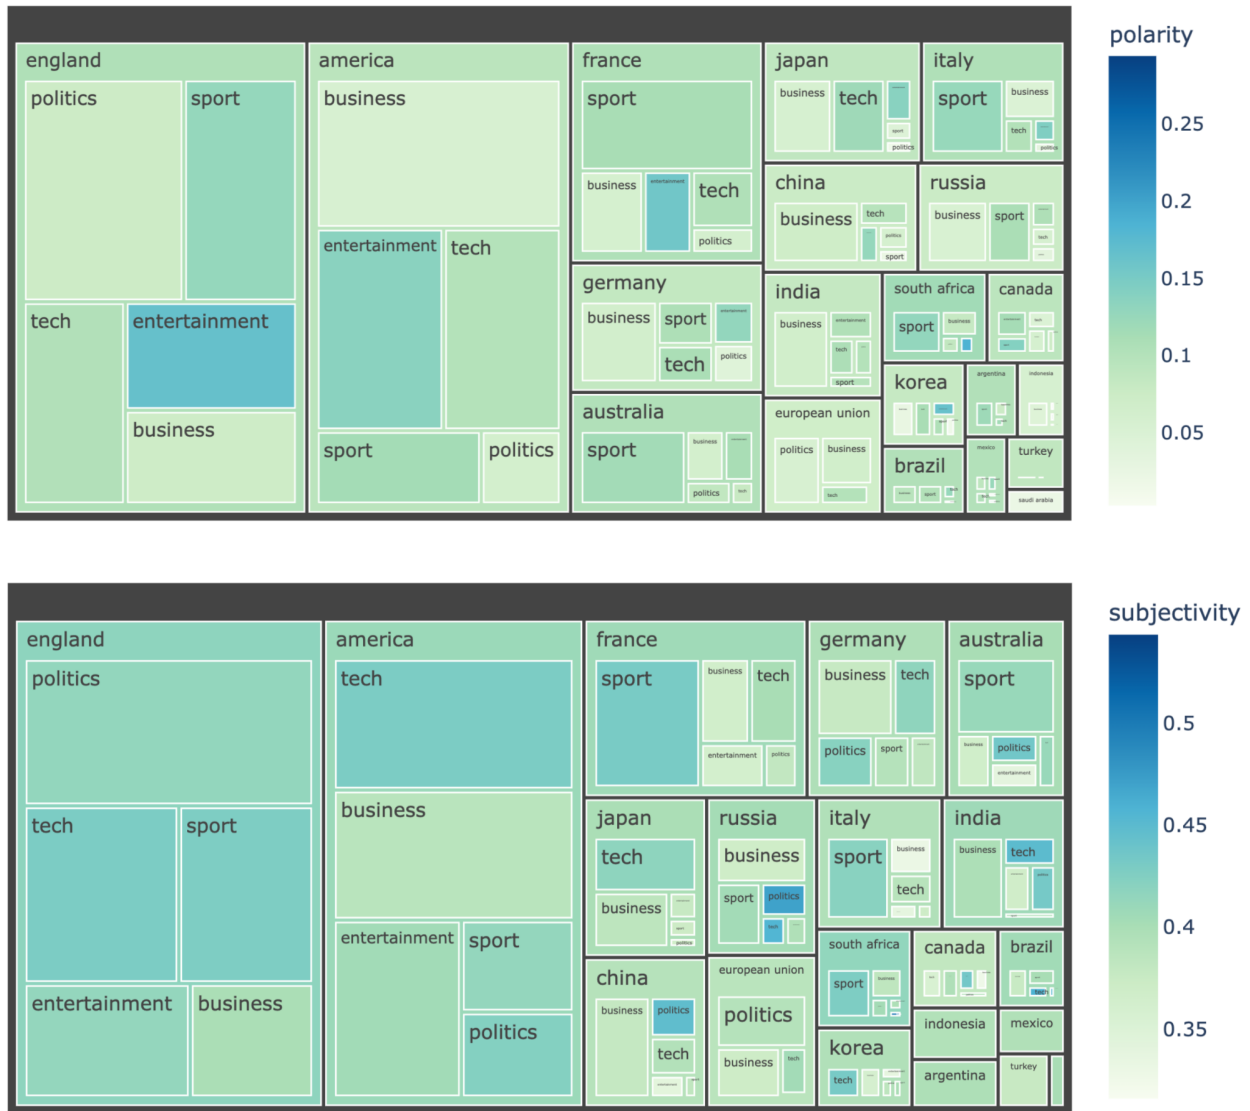 england
politics
sport
tech
entertainment
business
america
business
entertainment
tech
sport
politics
france
sport
business
entertainment
tech
politics
germany
business
sport
entertainment
tech
politics
australia
sport
business
politics
tech
japan
business
tech
sport
politics
italy
sport
business
tech
politics
china
business
tech
politics
sport
russia
business
sport
tech
india
business
entertainment
tech
sport
european union
politics
business
tech
south africa
sport
business
canada
tech
korea
argentina
indonesia
brazil
sport
mexico
tech
turkey
saudi arabia
polarity
0.25
0.2
0.15
0.1
0.05
england
politics
tech
sport
entertainment
business
america
tech
business
entertainment
sport
politics
france
sport
business
tech
entertainment
politics
germany
business
tech
politics
sport
australia
sport
business
politics
entertainment
japan
tech
business
sport
politics
russia
business
sport
politics
tech
italy
sport
business
tech
india
business
tech
china
business
politics
tech
entertainment
european union
politics
business
tech
south africa
sport
business
canada
brazil
tech
korea
tech
indonesia
mexico
argentina
turkey
subjectivity
0.5
0.45
0.4
0.35